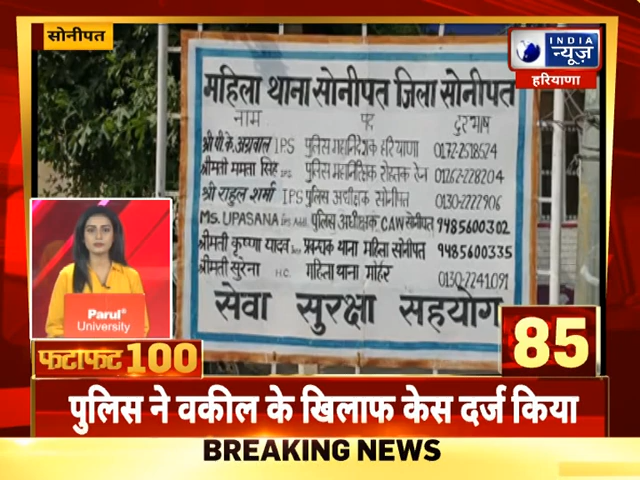 सोनीपत
INDIA
न्यूज़
हरियाणा
महिला थाना सोनीपत जिला सोनीपत
नाम पद दूरभाष
श्री पी.के. अग्रवाल IPS पुलिस महानिदेशक हरियाणा 0172-2518524
श्रीमती ममता सिंह IPS पुलिस महानिरिक्षिक रोहतक रेंज 01262-228204
श्री राहुल शर्मा IPS पुलिस अधीक्षक सोनीपत 0130-2222906
MS. UPASANA पुलिस अधीक्षक CAW सोनीपत 9485600302
श्रीमती कृष्णा यादव प्रबन्धक थाना महिला सोनीपत 9485600335
श्रीमती सुरेना H.C. महिला थाना मोर्हर 0130-2241091
सेवा सुरक्षा सहयोग
Parul®
University
फटाफट 100
85
पुलिस ने वकील के खिलाफ केस दर्ज किया
BREAKING NEWS